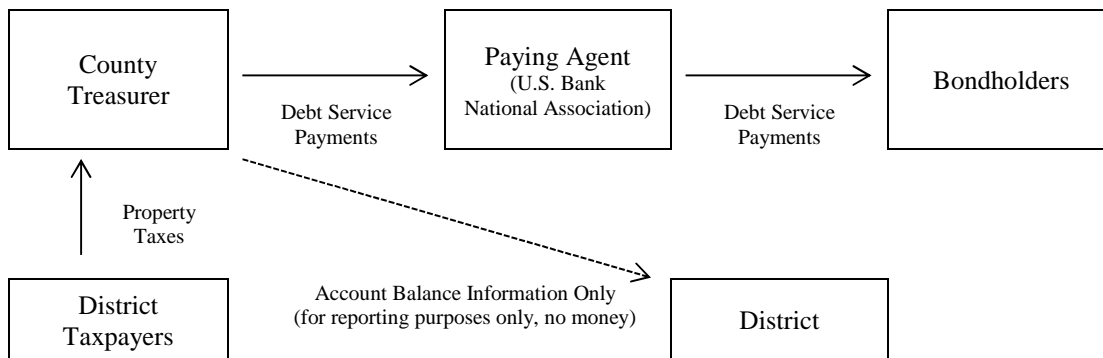 County
Treasurer
Paying Agent
(U.S. Bank
National Association)
Bondholders
Debt Service
Payments
Debt Service
Payments
Property
Taxes
District
Taxpayers
Account Balance Information Only
(for reporting purposes only, no money)
District